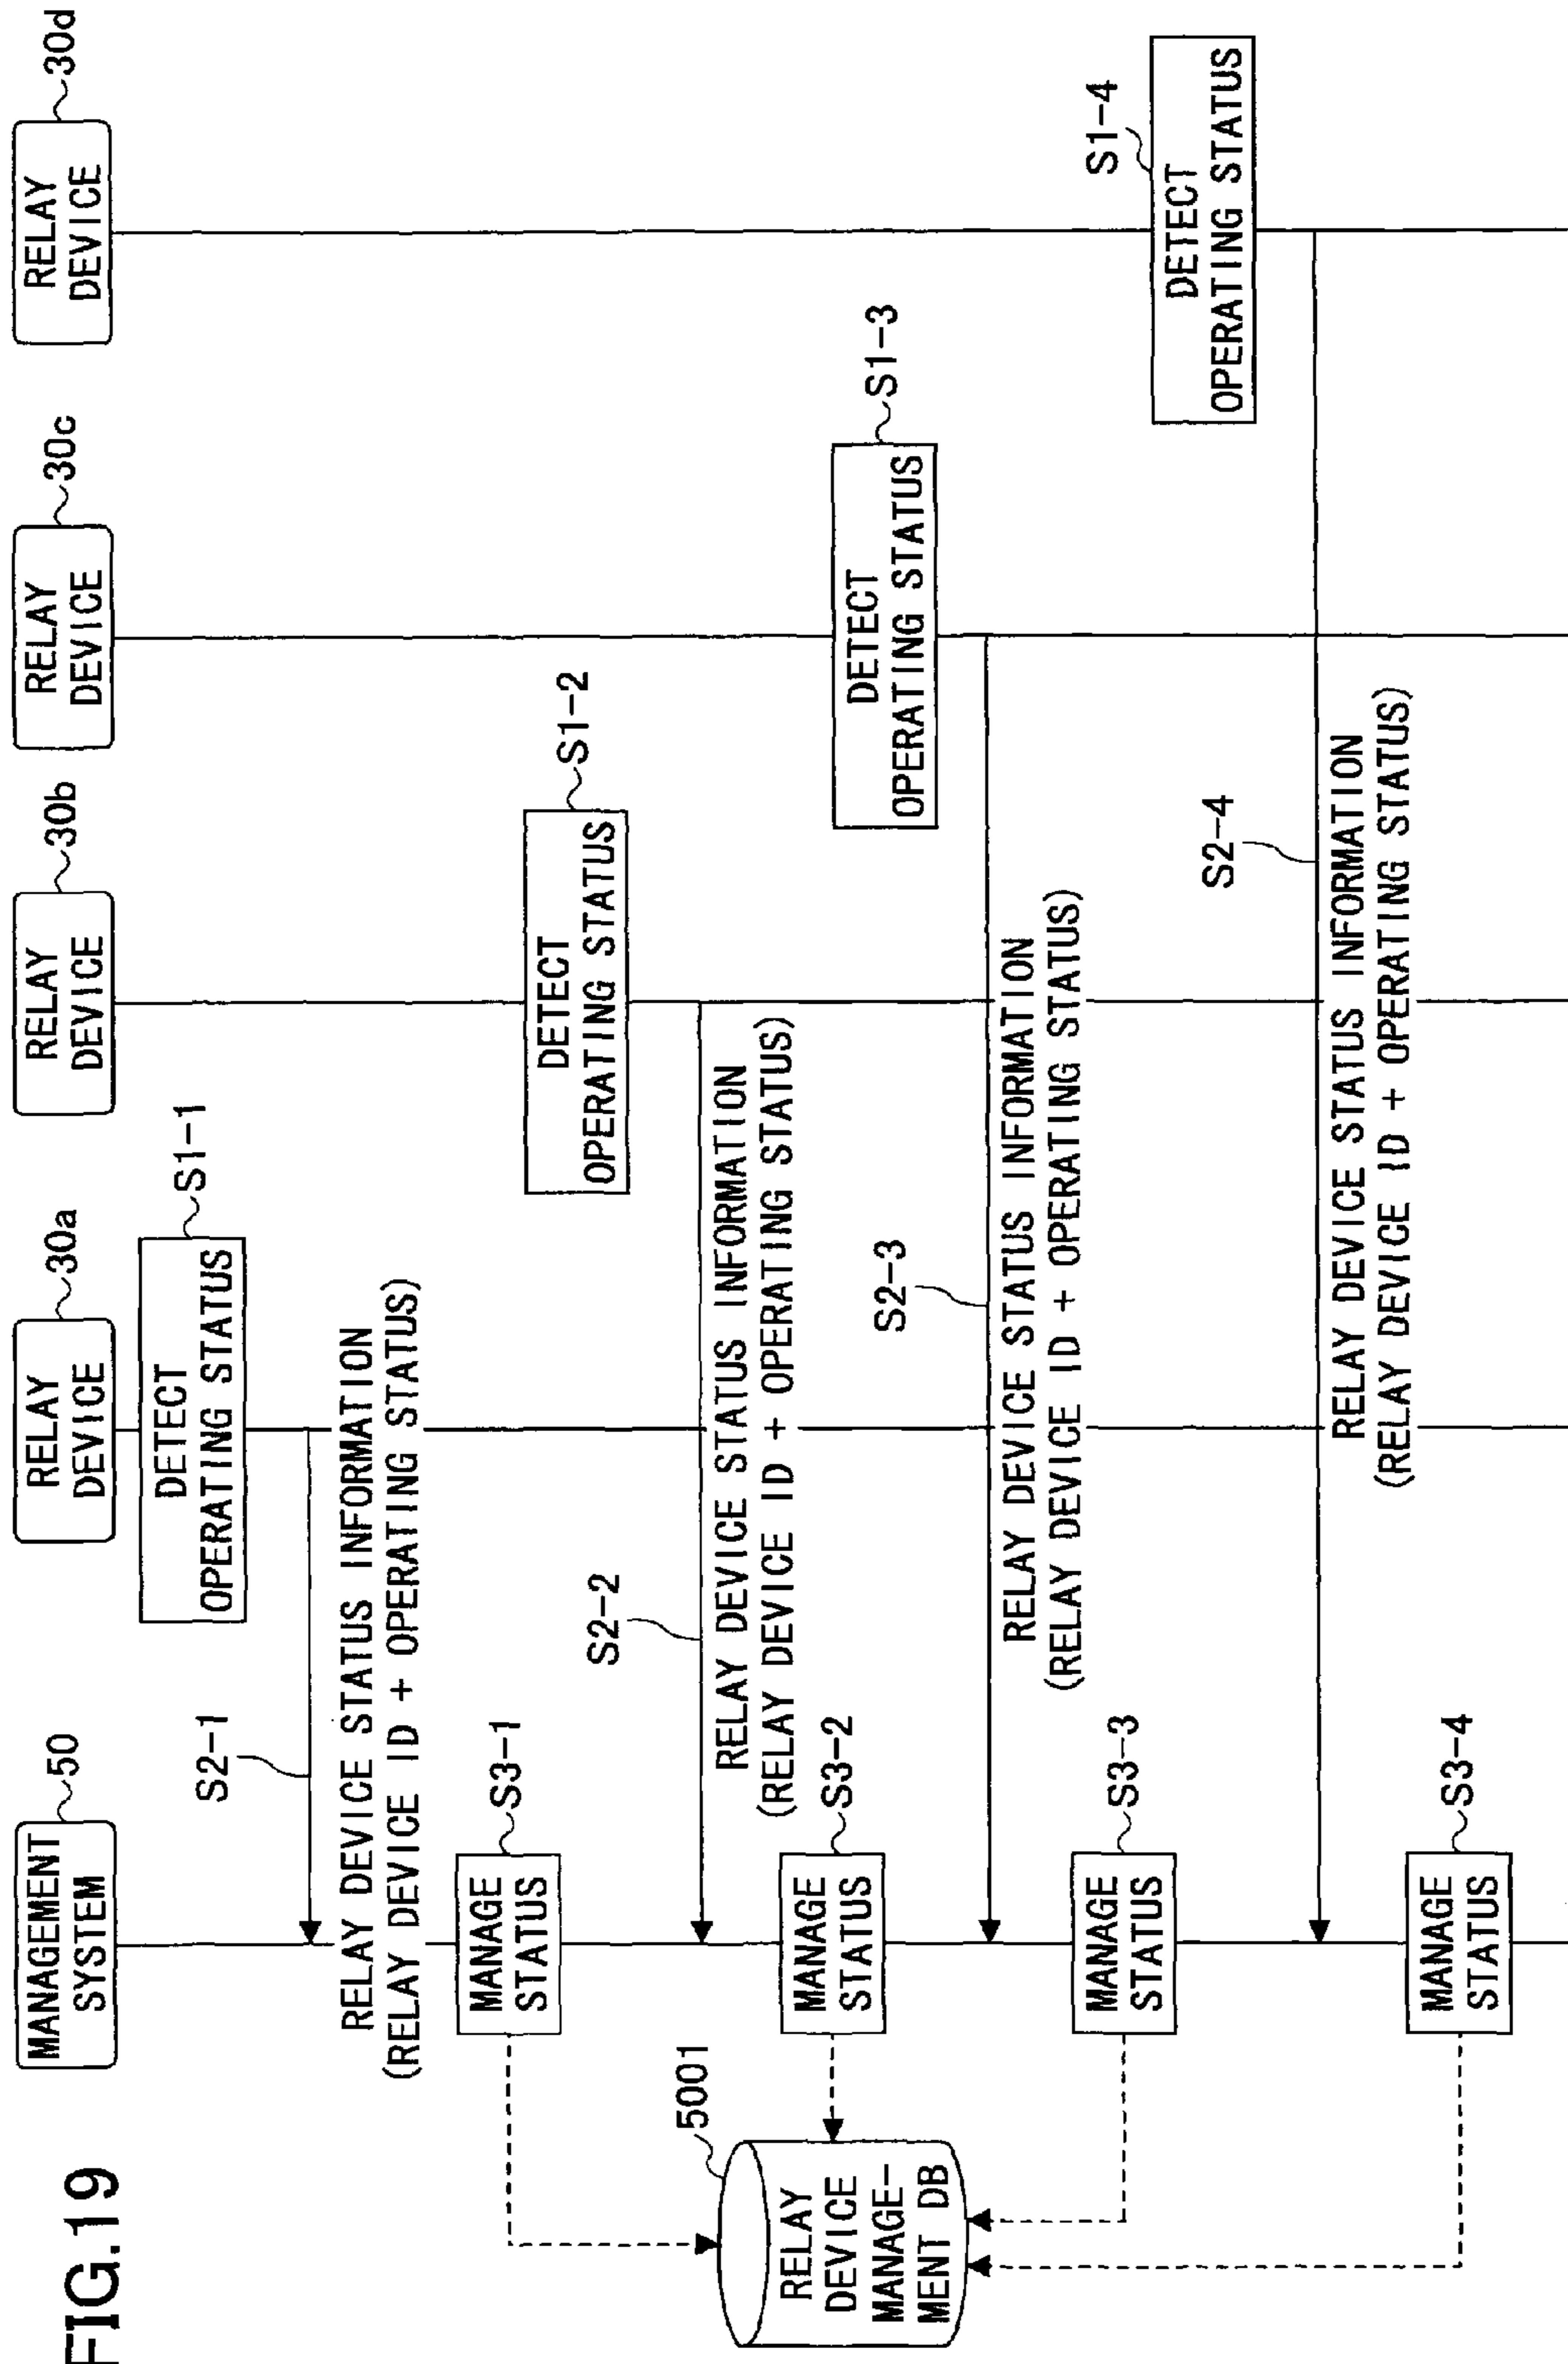 FIG.19
MANAGEMENT
SYSTEM
50
RELAY
DEVICE
30a
RELAY
DEVICE
30b
RELAY
DEVICE
30c
RELAY
DEVICE
30d
DETECT
OPERATING STATUS
S1-1
S2-1
RELAY DEVICE STATUS INFORMATION
(RELAY DEVICE ID + OPERATING STATUS)
MANAGE
STATUS
S3-1
DETECT
OPERATING STATUS
S1-2
S2-2
RELAY DEVICE STATUS INFORMATION
(RELAY DEVICE ID + OPERATING STATUS)
5001
RELAY
DEVICE
MANAGE-
MENT DB
MANAGE
STATUS
S3-2
DETECT
OPERATING STATUS
S1-3
S2-3
RELAY DEVICE STATUS INFORMATION
(RELAY DEVICE ID + OPERATING STATUS)
MANAGE
STATUS
S3-3
DETECT
OPERATING STATUS
S1-4
S2-4
RELAY DEVICE STATUS INFORMATION
(RELAY DEVICE ID + OPERATING STATUS)
MANAGE
STATUS
S3-4